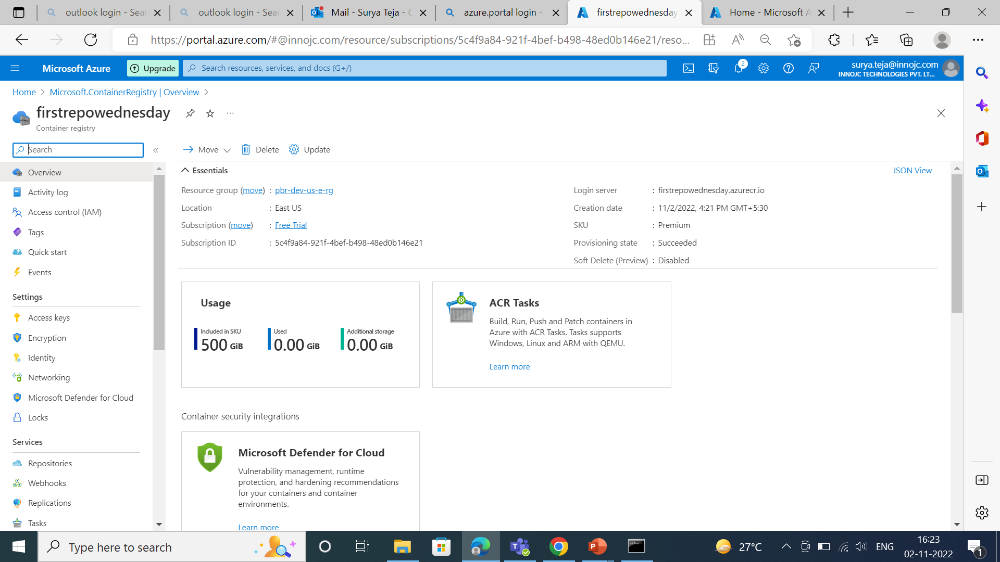 outlook login - Sea
outlook login - Sea
Mail - Surya Teja - O
azure.portal login -
firstrepowednesday
Home - Microsoft A
https://portal.azure.com/#@innojc.com/resource/subscriptions/5c4f9a84-921f-4bef-b498-48ed0b146e21/reso...
Microsoft Azure
Upgrade
Search resources, services, and docs (G+/)
2
surya.teja@innojc.com
INNOJC TECHNOLOGIES PVT. LT...
Home > Microsoft.ContainerRegistry | Overview >
firstrepowednesday
Container registry
Search
Move
Delete
Update
Overview
Activity log
Access control (IAM)
Tags
Quick start
Events
Settings
Access keys
Encryption
Identity
Networking
Microsoft Defender for Cloud
Locks
Services
Repositories
Webhooks
Replications
Tasks
Essentials
JSON View
Resource group (move) : pbr-dev-us-e-rg
Location : East US
Subscription (move) : Free Trial
Subscription ID : 5c4f9a84-921f-4bef-b498-48ed0b146e21
Login server : firstrepowednesday.azurecr.io
Creation date : 11/2/2022, 4:21 PM GMT+5:30
SKU : Premium
Provisioning state : Succeeded
Soft Delete (Preview) : Disabled
Usage
Included in SKU
500 GiB
Used
0.00 GiB
Additional storage
0.00 GiB
ACR Tasks
Build, Run, Push and Patch containers in
Azure with ACR Tasks. Tasks supports
Windows, Linux and ARM with QEMU.
Learn more
Container security integrations
Microsoft Defender for Cloud
Vulnerability management, runtime
protection, and hardening recommendations
for your containers and container
environments.
Learn more
Type here to search
27°C
ENG
16:23
02-11-2022
1